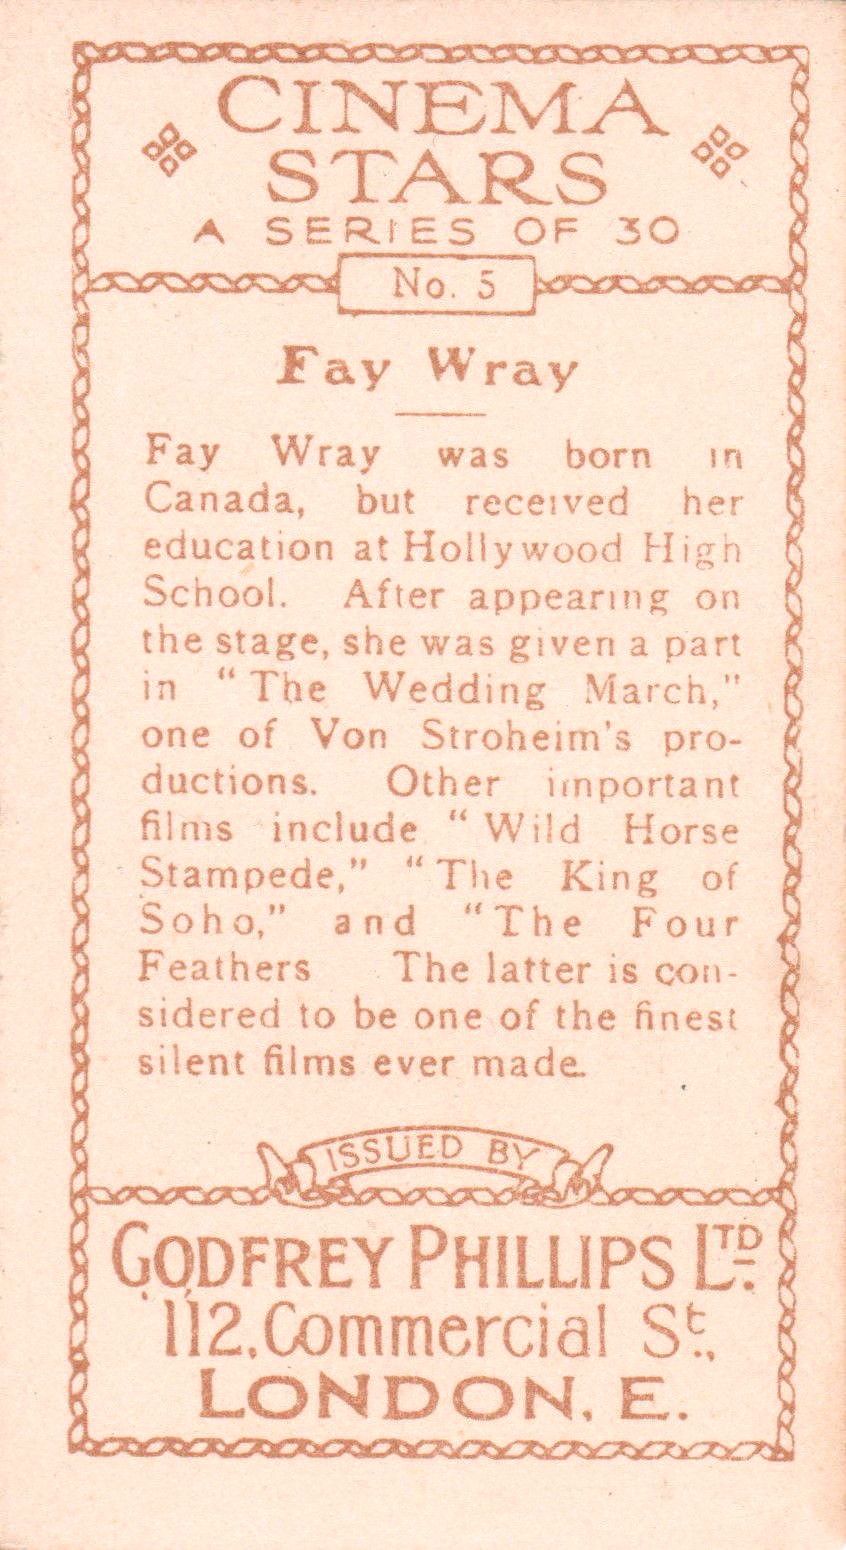 CINEMA
STARS
A SERIES OF 30
No. 5
Fay Wray
Fay Wray was born in
Canada, but received her
education at Hollywood High
School. After appearing on
the stage, she was given a part
in "The Wedding March,"
one of Von Stroheim's pro-
ductions. Other important
films include "Wild Horse
Stampede," "The King of
Soho," and "The Four
Feathers The latter is con-
sidered to be one of the finest
silent films ever made.
ISSUED BY
GODFREY PHILLIPS LTD.
112, Commercial St.,
LONDON. E.